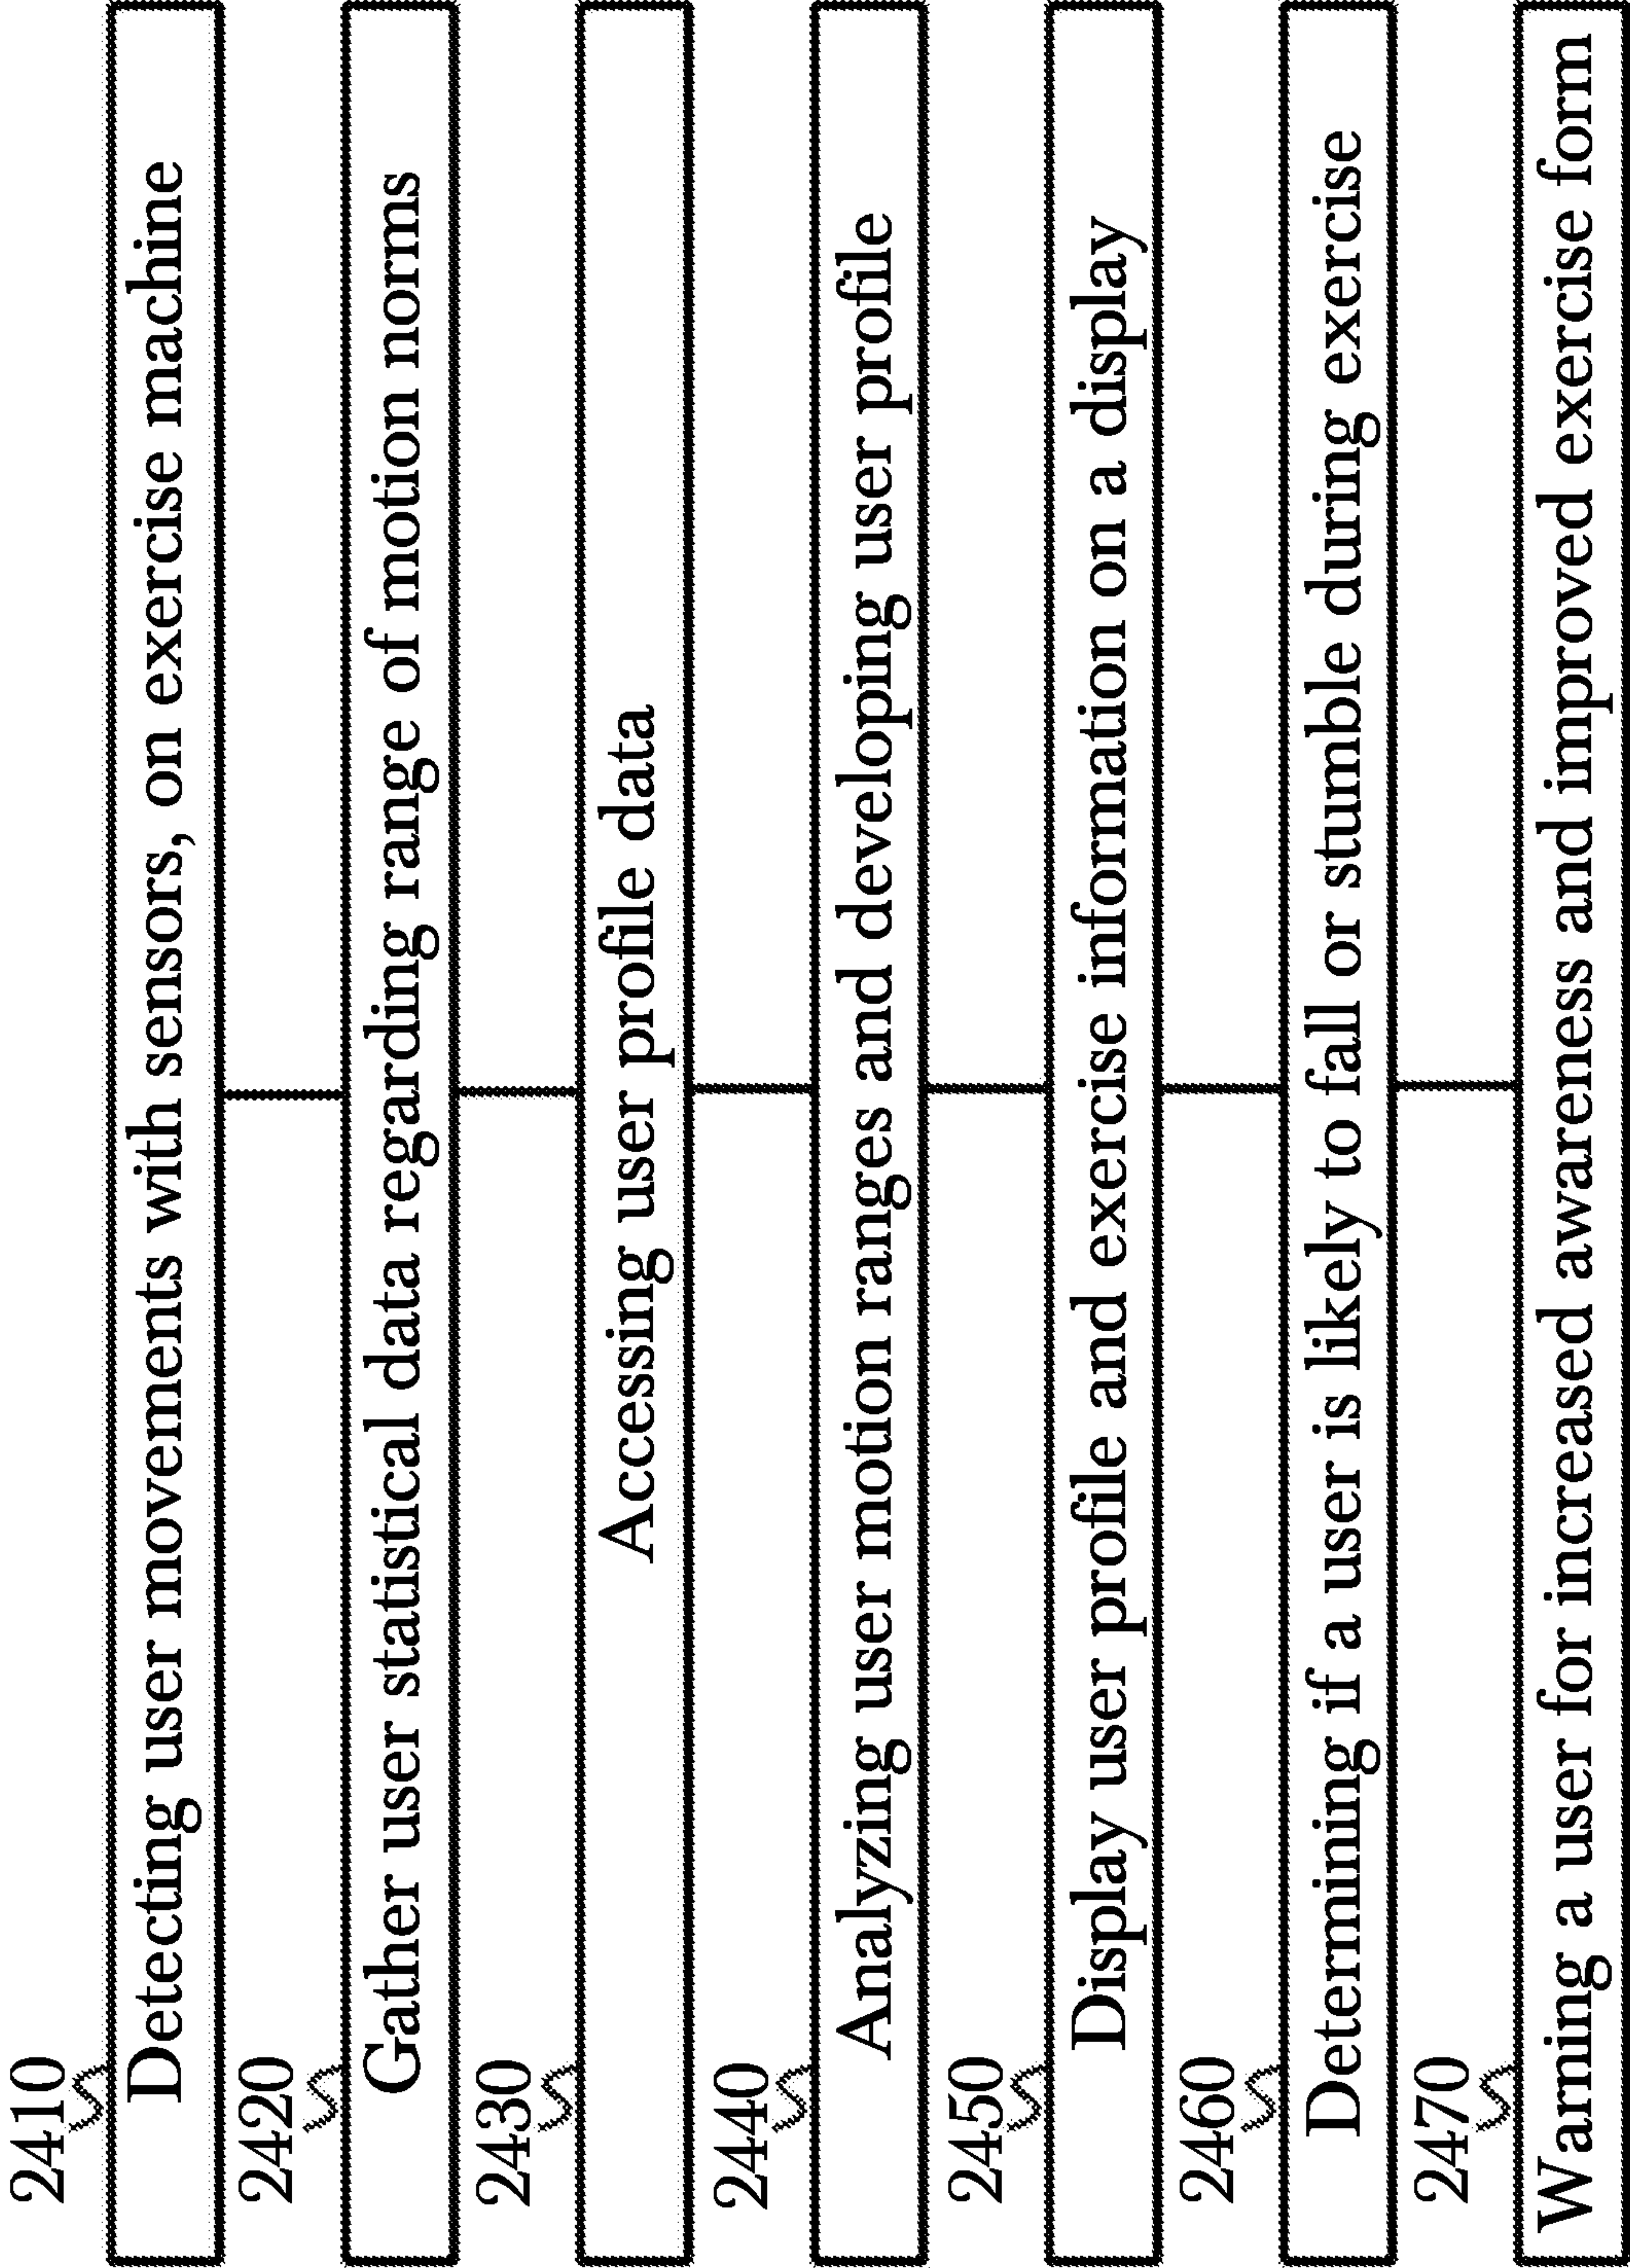 2410
Detecting user movements with sensors, on exercise machine
2420
Gather user statistical data regarding range of motion norms
2430
Accessing user profile data
2440
Analyzing user motion ranges and developing user profile
2450
Display user profile and exercise information on a display
2460
Determining if a user is likely to fall or stumble during exercise
2470
Warning a user for increased awareness and improved exercise form